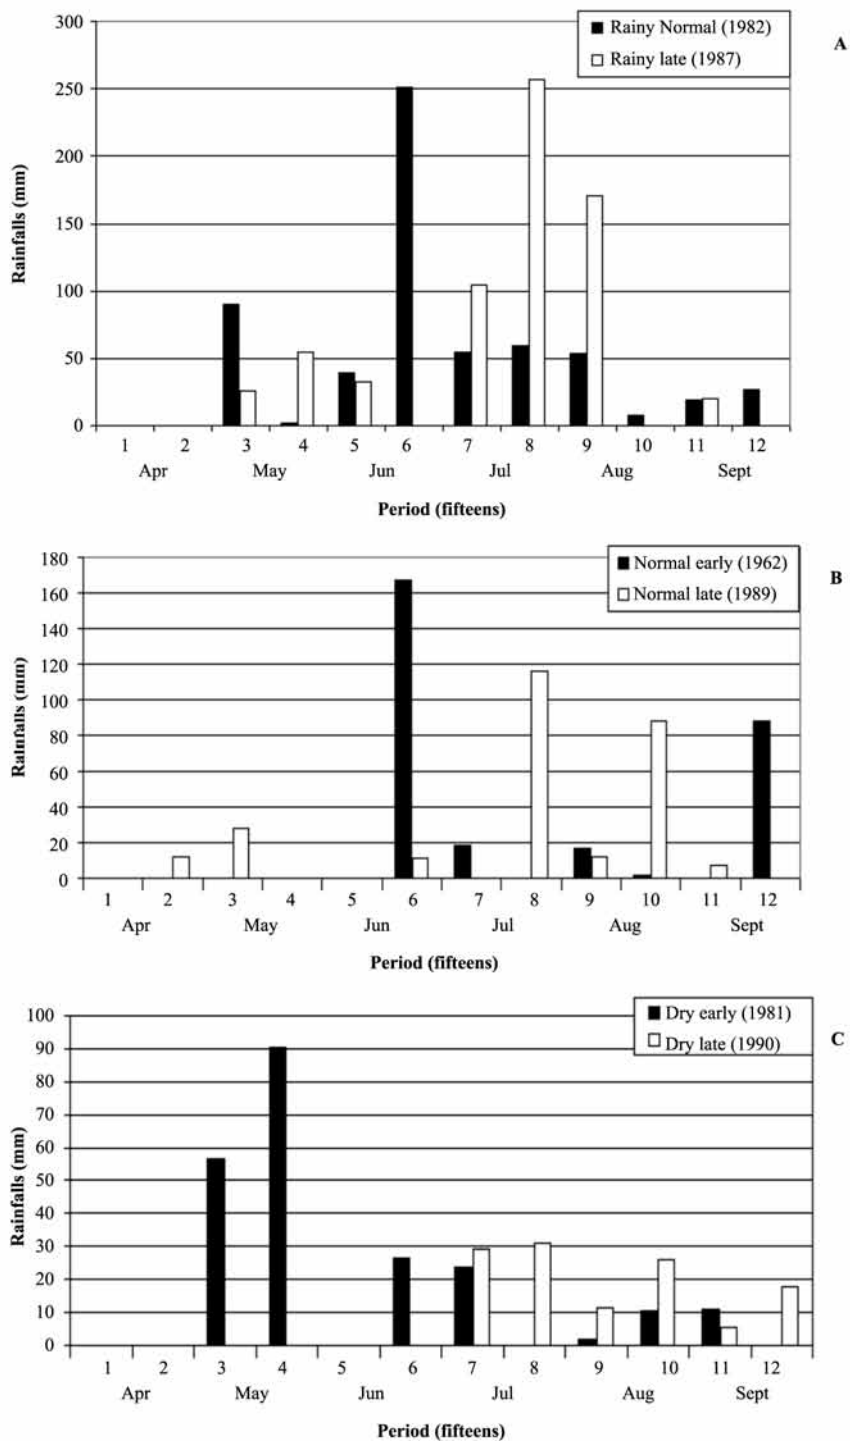 300
Rainy Normal (1982)
A
Rainy late (1987)
250
200
150
100
50
0
Rainfalls (mm)
1 2 3 4 5 6 7 8 9 10 11 12
Apr May Jun Jul Aug Sept
Period (fifteens)
180
Normal early (1962)
B
160
Normal late (1989)
140
120
100
80
60
40
20
0
Rainfalls (mm)
1 2 3 4 5 6 7 8 9 10 11 12
Apr May Jun Jul Aug Sept
Period (fifteens)
100
Dry early (1981)
C
90
Dry late (1990)
80
70
60
50
40
30
20
10
0
Rainfalls (mm)
1 2 3 4 5 6 7 8 9 10 11 12
Apr May Jun Jul Aug Sept
Period (fifteens)